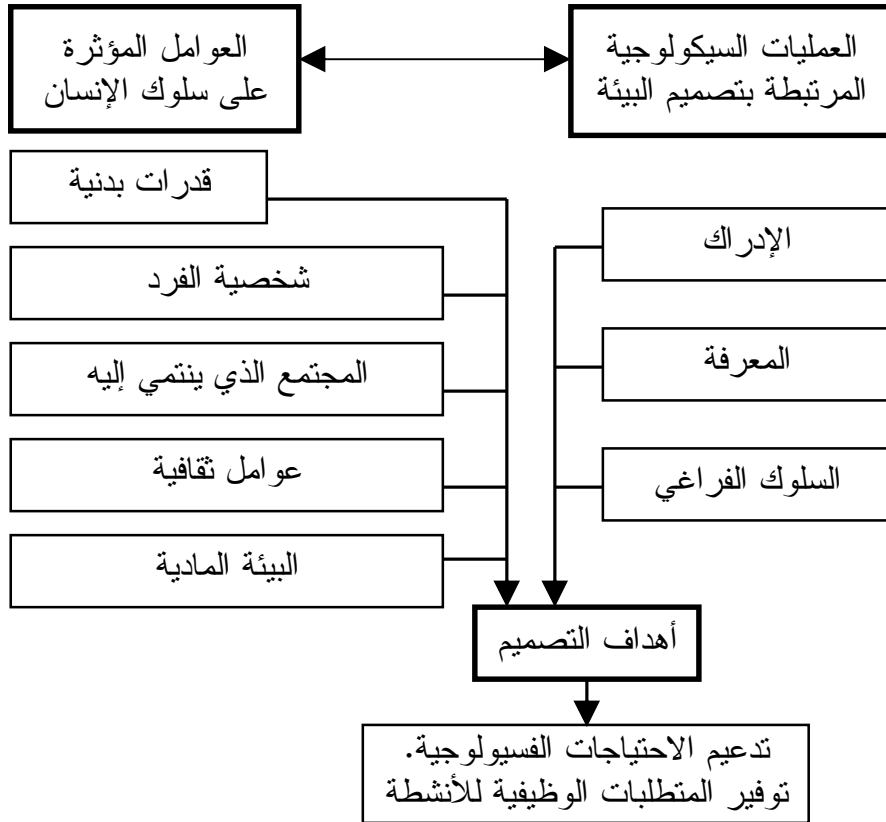 العمليات السيكولوجية
المرتبطة بتصميم البيئة
العوامل المؤثرة
على سلوك الإنسان
الإدراك
المعرفة
السلوك الفراغي
قدرات بدنية
شخصية الفرد
المجتمع الذي ينتمي إليه
عوامل ثقافية
البيئة المادية
أهداف التصميم
تدعيم الاحتياجات الفسيولوجية.
توفير المتطلبات الوظيفية للأنشطة